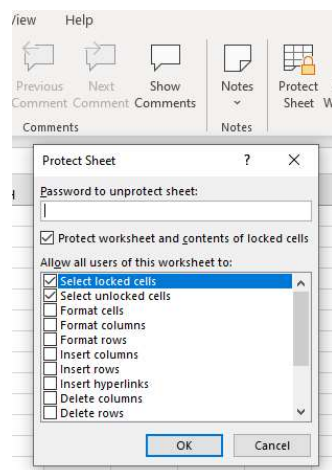 View Help
Previous Next Show Notes Protect
Comment Comment Comments Sheet W
Comments Notes
Protect Sheet ? X
Password to unprotect sheet:
Protect worksheet and contents of locked cells
Allow all users of this worksheet to:
Select locked cells
Select unlocked cells
Format cells
Format columns
Format rows
Insert columns
Insert rows
Insert hyperlinks
Delete columns
Delete rows
OK Cancel